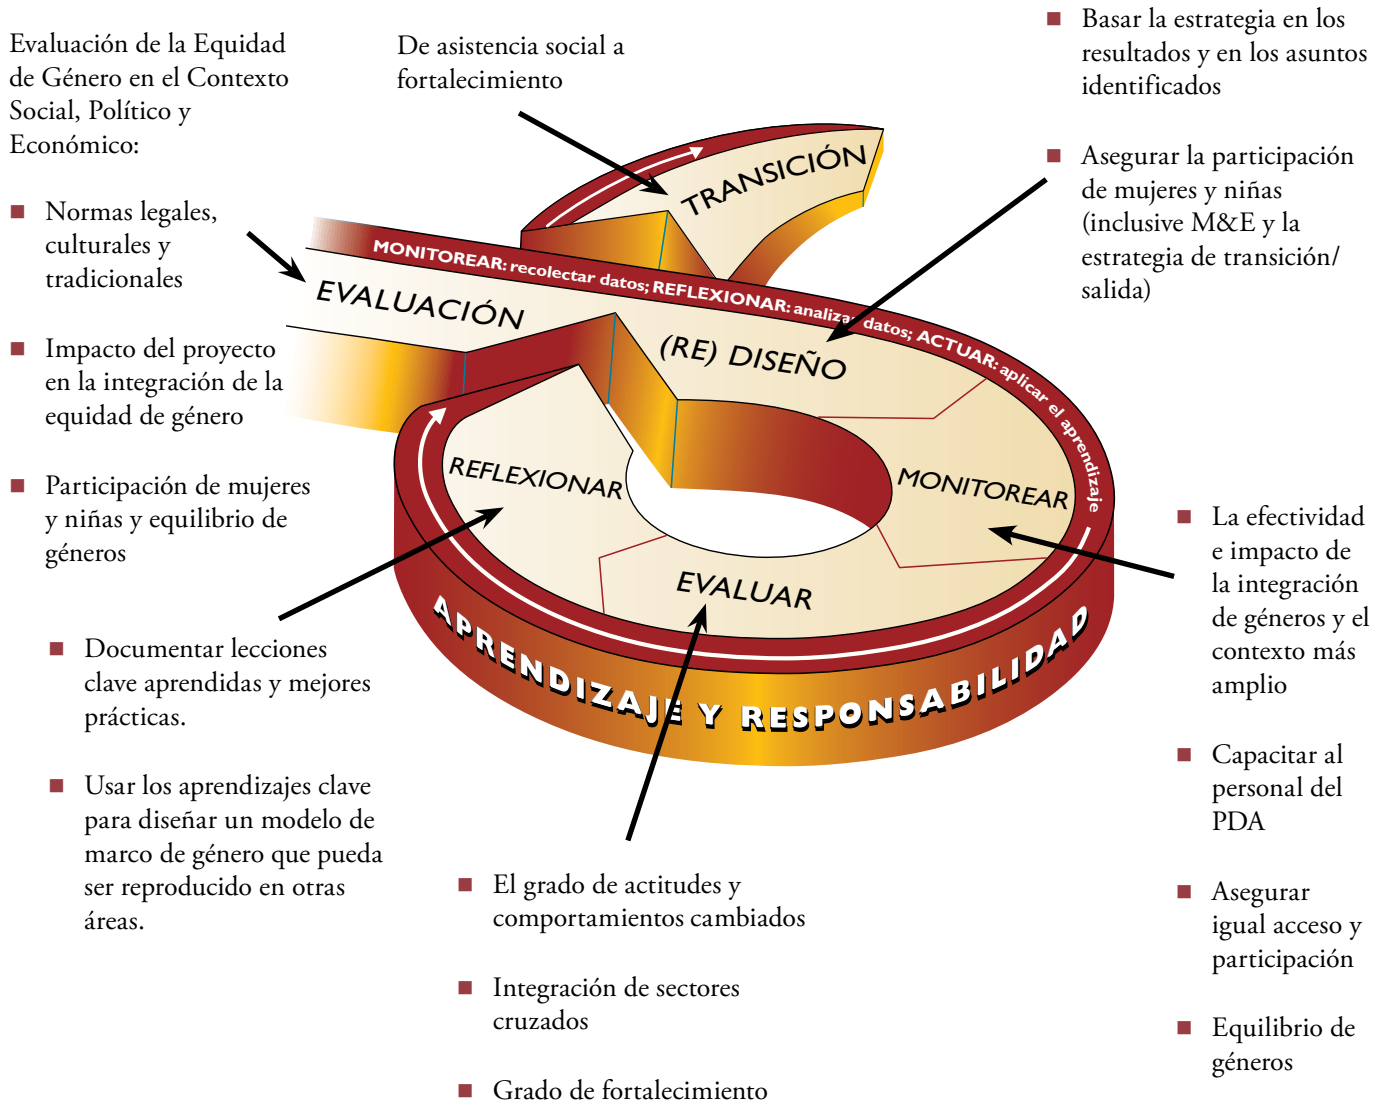 Evaluación de la Equidad
de Género en el Contexto
Social, Político y
Económico:
■ Normas legales,
culturales y
tradicionales
■ Impacto del proyecto
en la integración de la
equidad de género
■ Participación de mujeres
y niñas y equilibrio de
géneros
De asistencia social a
fortalecimiento
■ Basar la estrategia en los
resultados y en los asuntos
identificados
■ Asegurar la participación
de mujeres y niñas
(inclusive M&E y la
estrategia de transición/
salida)
TRANSICIÓN
MONITOREAR: recolectar datos; REFLEXIONAR: analizar datos; ACTUAR: aplicar el aprendizaje
EVALUACIÓN
(RE) DISEÑO
REFLEXIONAR
MONITOREAR
EVALUAR
APRENDIZAJE Y RESPONSABILIDAD
■ La efectividad
e impacto de
la integración
de géneros y el
contexto más
amplio
■ Capacitar al
personal del
PDA
■ Asegurar
igual acceso y
participación
■ Equilibrio de
géneros
■ Documentar lecciones
clave aprendidas y mejores
prácticas.
■ Usar los aprendizajes clave
para diseñar un modelo de
marco de género que pueda
ser reproducido en otras
áreas.
■ El grado de actitudes y
comportamientos cambiados
■ Integración de sectores
cruzados
■ Grado de fortalecimiento